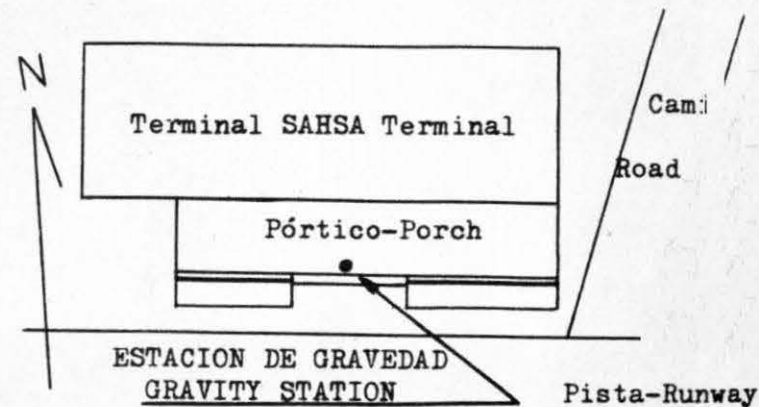 N
Terminal SAHSA Terminal
Road
Pórtico-Porch
ESTACION DE GRAVEDAD
GRAVITY STATION
Pista-Runway